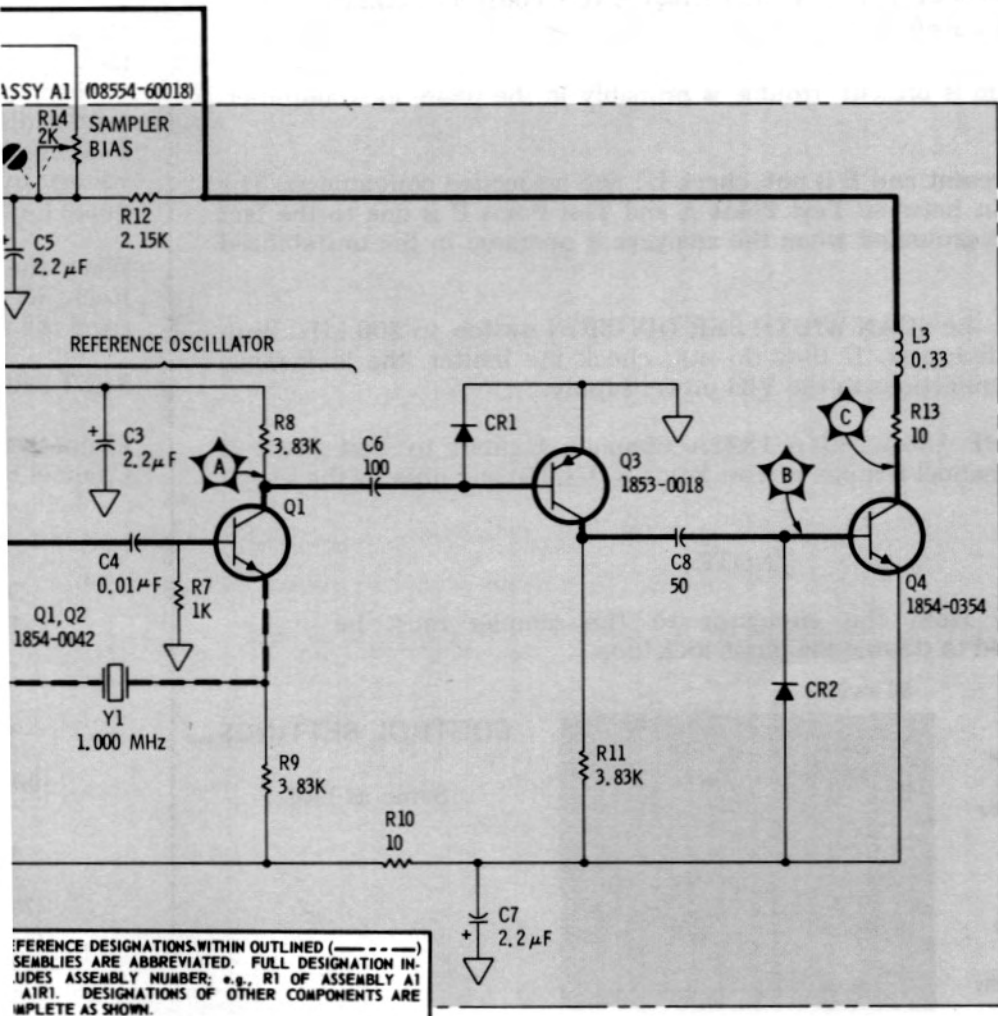 ASSY A1 (08554-60018)
R14
2K
SAMPLER
BIAS
R12
2.15K
+
C5
2.2μF
REFERENCE OSCILLATOR
L3
0.33
R13
10
+
C3
2.2μF
R8
3.83K
A
C6
100
CR1
Q3
1853-0018
C
B
Q1
C4
0.01μF
R7
1K
C8
50
Q4
1854-0354
Q1,Q2
1854-0042
Y1
1.000 MHz
CR2
R9
3.83K
R11
3.83K
R10
10
C7
2.2μF
+
EFERENCE DESIGNATIONS WITHIN OUTLINED (—— - - ——)
SEMBLIES ARE ABBREVIATED. FULL DESIGNATION IN-
LUDES ASSEMBLY NUMBER; e.g., R1 OF ASSEMBLY A1
A1R1. DESIGNATIONS OF OTHER COMPONENTS ARE
MPLETE AS SHOWN.